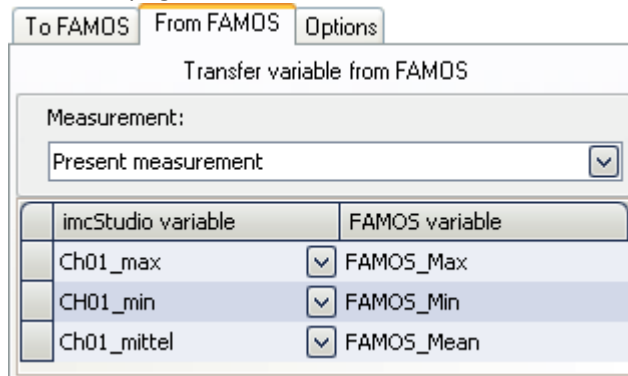 To FAMOS From FAMOS Options
Transfer variable from FAMOS
Measurement:
Present measurement
imcStudio variable FAMOS variable
Ch01_max FAMOS_Max
CH01_min FAMOS_Min
Ch01_mittel FAMOS_Mean